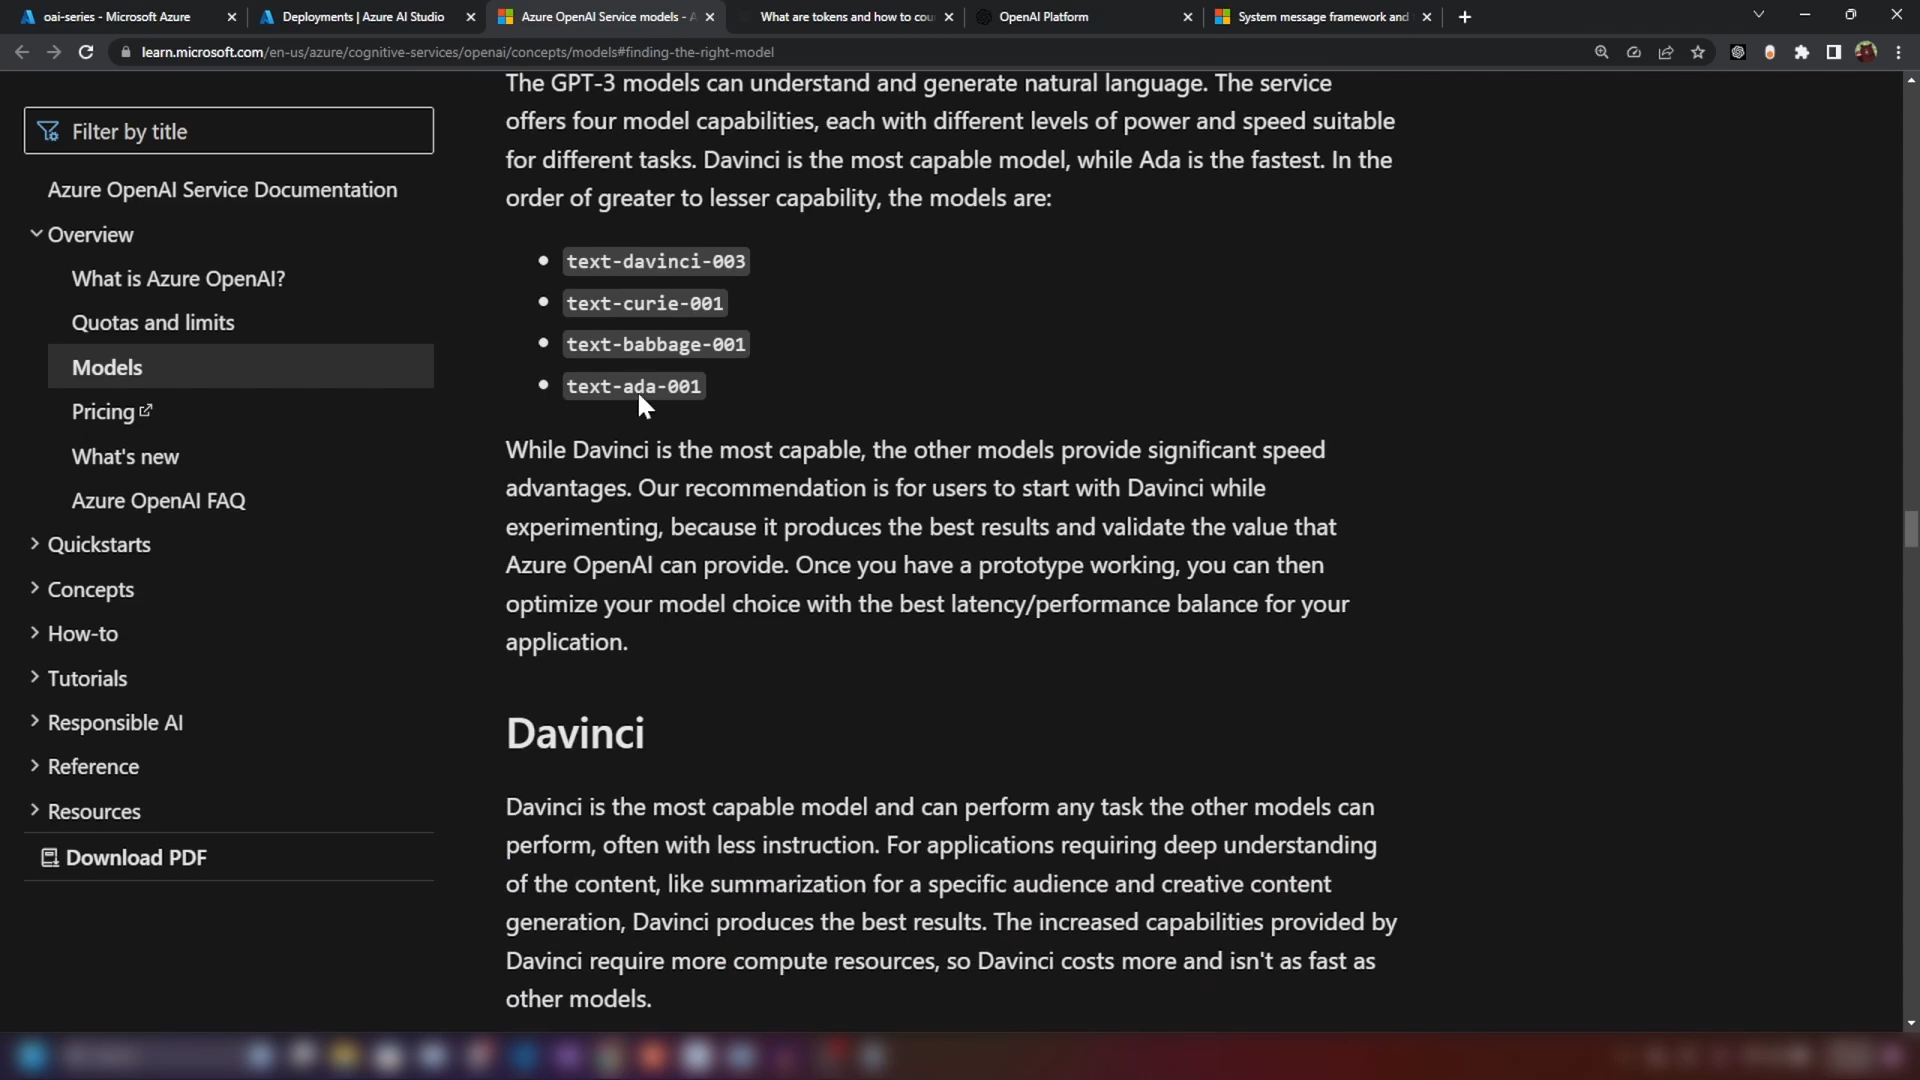 oai-series - Microsoft Azure
Deployments | Azure AI Studio
Azure OpenAI Service models - A
What are tokens and how to cou
OpenAI Platform
System message framework and
learn.microsoft.com/en-us/azure/cognitive-services/openai/concepts/models#finding-the-right-model
Filter by title
Azure OpenAI Service Documentation
Overview
What is Azure OpenAI?
Quotas and limits
Models
Pricing
What's new
Azure OpenAI FAQ
Quickstarts
Concepts
How-to
Tutorials
Responsible AI
Reference
Resources
Download PDF
The GPT-3 models can understand and generate natural language. The service
offers four model capabilities, each with different levels of power and speed suitable
for different tasks. Davinci is the most capable model, while Ada is the fastest. In the
order of greater to lesser capability, the models are:
text-davinci-003
text-curie-001
text-babbage-001
text-ada-001
While Davinci is the most capable, the other models provide significant speed
advantages. Our recommendation is for users to start with Davinci while
experimenting, because it produces the best results and validate the value that
Azure OpenAI can provide. Once you have a prototype working, you can then
optimize your model choice with the best latency/performance balance for your
application.
Davinci
Davinci is the most capable model and can perform any task the other models can
perform, often with less instruction. For applications requiring deep understanding
of the content, like summarization for a specific audience and creative content
generation, Davinci produces the best results. The increased capabilities provided by
Davinci require more compute resources, so Davinci costs more and isn't as fast as
other models.